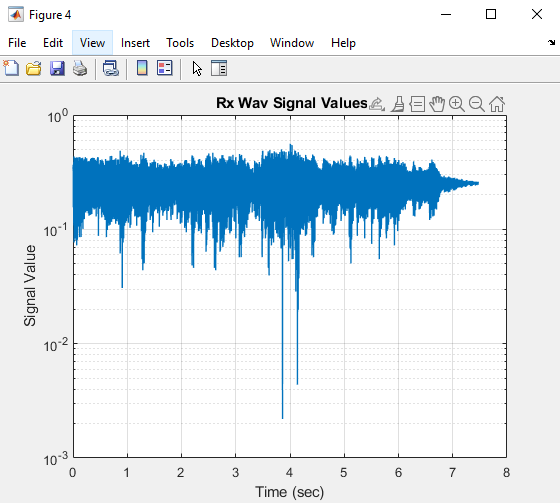 Figure 4
File Edit View Insert Tools Desktop Window Help
Rx Wav Signal Values
10^0
10^-1
10^-2
10^-3
Signal Value
0 1 2 3 4 5 6 7 8
Time (sec)